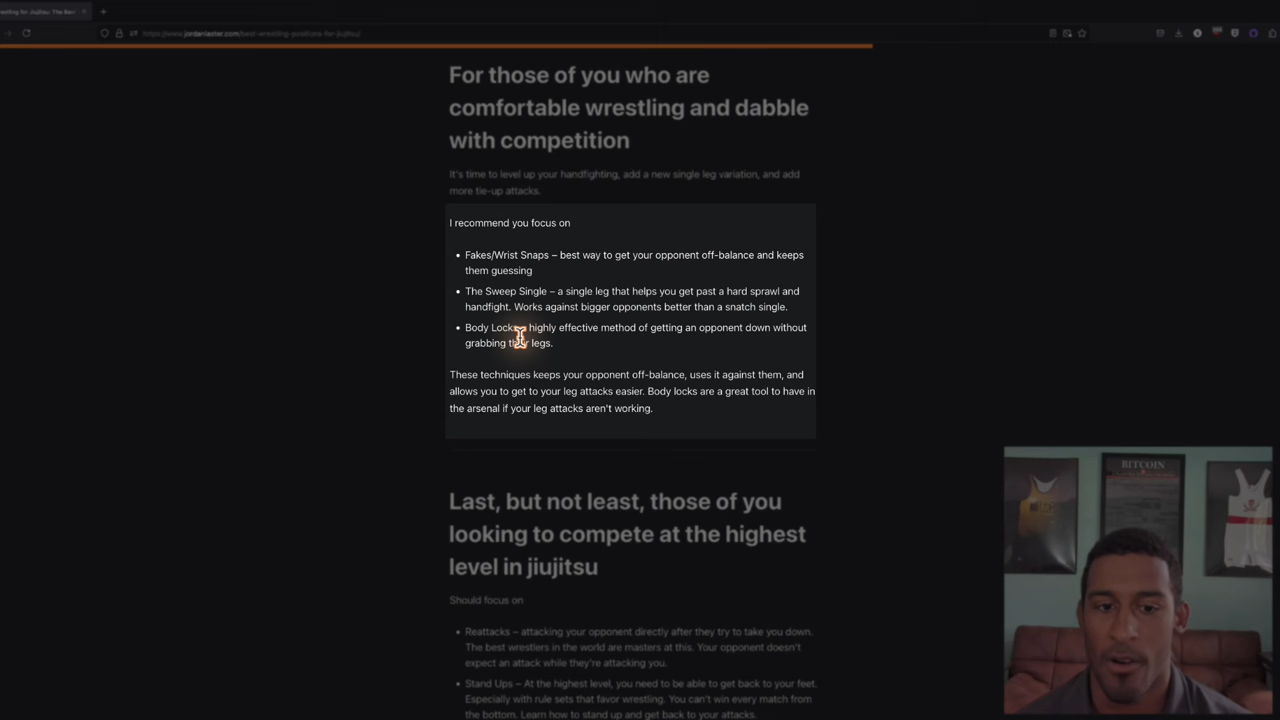 estling for Jiujitsu: The Best
https://www.jordanlaster.com/best-wrestling-positions-for-jiujitsu/
For those of you who are
comfortable wrestling and dabble
with competition
It's time to level up your handfighting, add a new single leg variation, and add
more tie-up attacks.
I recommend you focus on
• Fakes/Wrist Snaps – best way to get your opponent off-balance and keeps
them guessing
• The Sweep Single – a single leg that helps you get past a hard sprawl and
handfight. Works against bigger opponents better than a snatch single.
• Body Locks highly effective method of getting an opponent down without
grabbing their legs.
These techniques keeps your opponent off-balance, uses it against them, and
allows you to get to your leg attacks easier. Body locks are a great tool to have in
the arsenal if your leg attacks aren't working.
Last, but not least, those of you
looking to compete at the highest
level in jiujitsu
Should focus on
• Reattacks – attacking your opponent directly after they try to take you down.
The best wrestlers in the world are masters at this. Your opponent doesn't
expect an attack while they're attacking you.
• Stand Ups – At the highest level, you need to be able to get back to your feet.
Especially with rule sets that favor wrestling. You can't win every match from
the bottom. Learn how to stand up and get back to your attacks.
BITCOIN